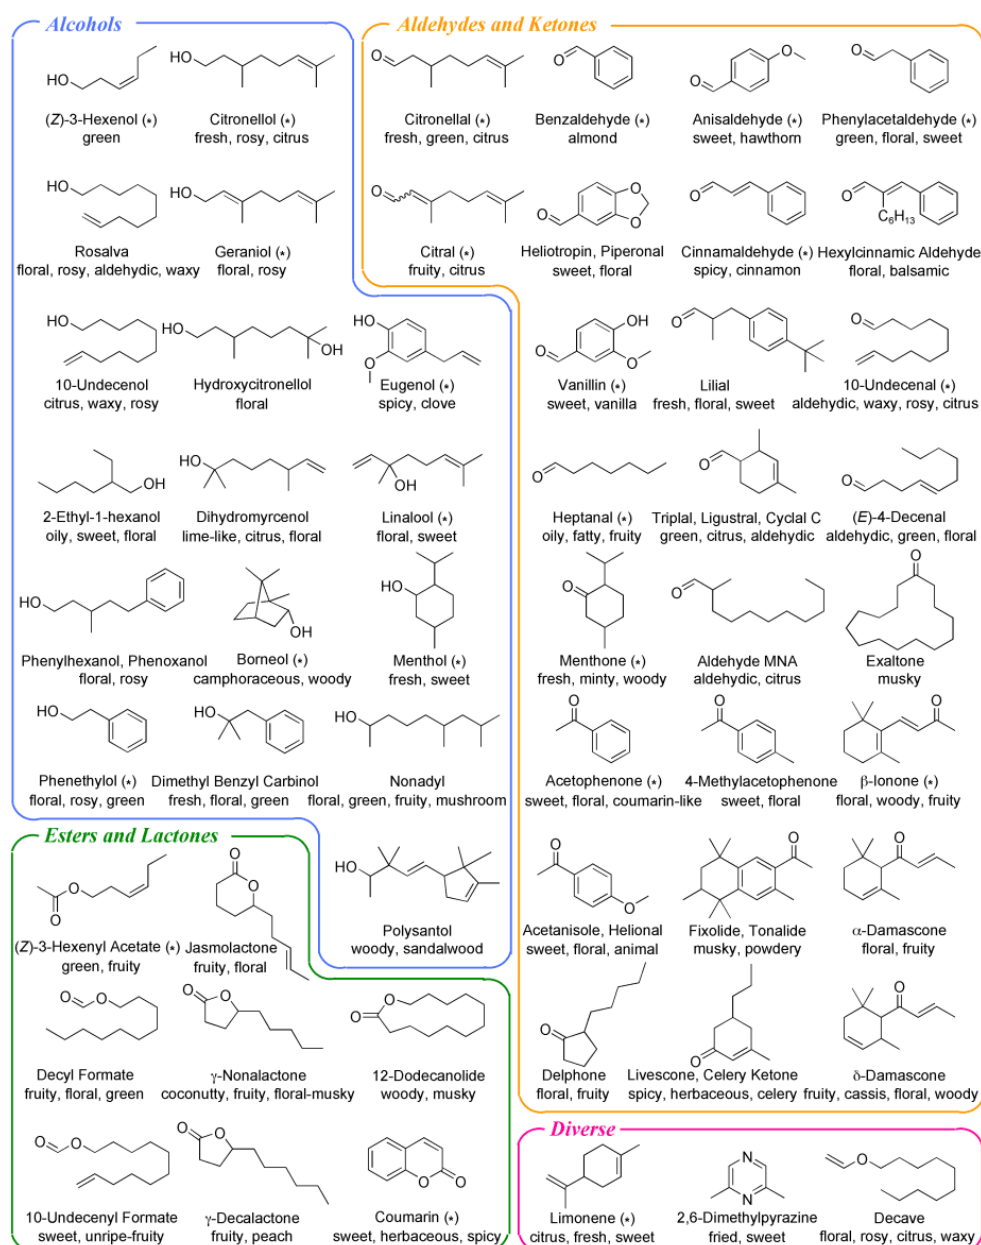 Alcohols
HO
(Z)-3-Hexenol (*)
green
HO
Citronellol (*)
fresh, rosy, citrus
HO
Rosalva
floral, rosy, aldehydic, waxy
HO
Geraniol (*)
floral, rosy
HO
10-Undecenol
citrus, waxy, rosy
HO
OH
Hydroxycitronellol
floral
HO
O
Eugenol (*)
spicy, clove
OH
2-Ethyl-1-hexanol
oily, sweet, floral
HO
Dihydromyrcenol
lime-like, citrus, floral
OH
Linalool (*)
floral, sweet
HO
Phenylhexanol, Phenoxanol
floral, rosy
OH
Borneol (*)
camphoraceous, woody
HO
Menthol (*)
fresh, sweet
HO
Phenethylol (*)
floral, rosy, green
HO
Dimethyl Benzyl Carbinol
fresh, floral, green
HO
Nonadyl
floral, green, fruity, mushroom
HO
Polysantol
woody, sandalwood
Aldehydes and Ketones
O
Citronellal (*)
fresh, green, citrus
O
Benzaldehyde (*)
almond
O
O
Anisaldehyde (*)
sweet, hawthorn
O
Phenylacetaldehyde (*)
green, floral, sweet
O
Citral (*)
fruity, citrus
O
O
O
Heliotropin, Piperonal
sweet, floral
O
Cinnamaldehyde (*)
spicy, cinnamon
O
C6H13
Hexylcinnamic Aldehyde
floral, balsamic
OH
O
O
Vanillin (*)
sweet, vanilla
O
Lilial
fresh, floral, sweet
O
10-Undecenal (*)
aldehydic, waxy, rosy, citrus
O
Heptanal (*)
oily, fatty, fruity
O
Triplal, Ligustral, Cyclal C
green, citrus, aldehydic
O
(E)-4-Decenal
aldehydic, green, floral
O
Menthone (*)
fresh, minty, woody
O
Aldehyde MNA
aldehydic, citrus
O
Exaltone
musky
O
Acetophenone (*)
sweet, floral, coumarin-like
O
4-Methylacetophenone
sweet, floral
O
β-Ionone (*)
floral, woody, fruity
O
O
Acetanisole, Helional
sweet, floral, animal
O
Fixolide, Tonalide
musky, powdery
O
α-Damascone
floral, fruity
O
Delphone
floral, fruity
O
Livescone, Celery Ketone
spicy, herbaceous, celery
O
δ-Damascone
fruity, cassis, floral, woody
Esters and Lactones
O
O
(Z)-3-Hexenyl Acetate (*)
green, fruity
O
O
Jasmolactone
fruity, floral
O
O
Decyl Formate
fruity, floral, green
O
O
γ-Nonalactone
coconutty, fruity, floral-musky
O
O
12-Dodecanolide
woody, musky
O
O
10-Undecenyl Formate
sweet, unripe-fruity
O
O
γ-Decalactone
fruity, peach
O
O
Coumarin (*)
sweet, herbaceous, spicy
Diverse
Limonene (*)
citrus, fresh, sweet
N
N
2,6-Dimethylpyrazine
fried, sweet
O
Decave
floral, rosy, citrus, waxy